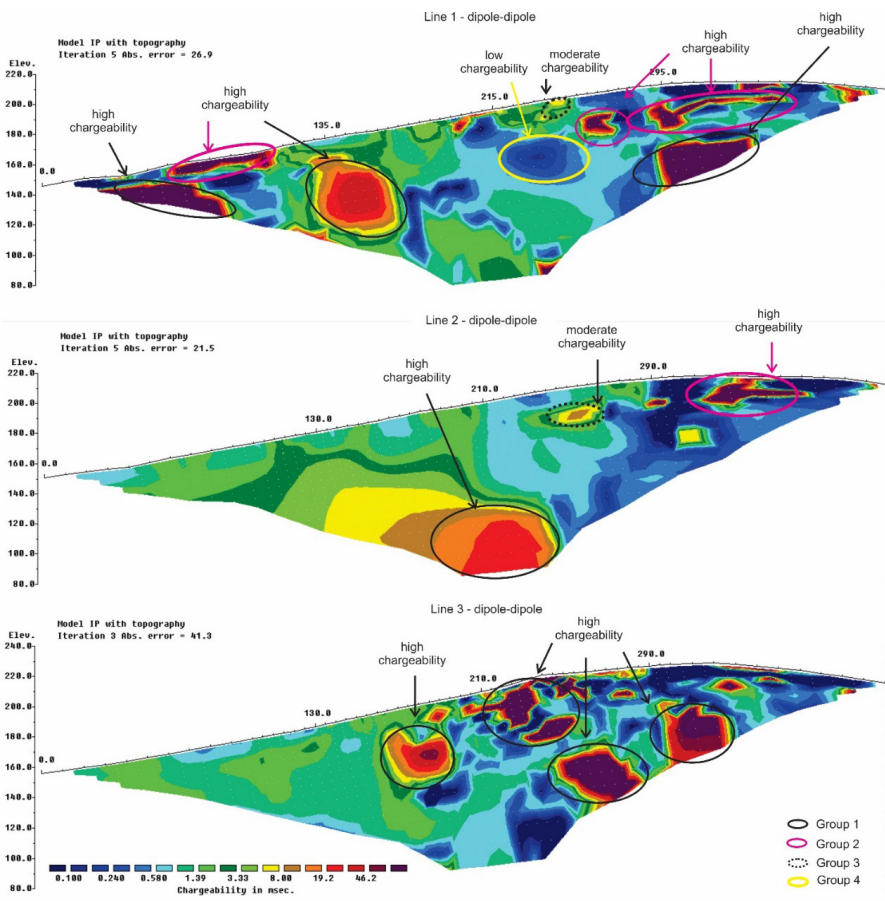 Line 1 - dipole-dipole
Model IP with topography
Iteration 5 Abs. error = 26.9
Elev.
220.0
200.0
180.0
160.0
140.0
120.0
100.0
80.0
0.0
135.0
215.0
295.0
high
chargeability
high
chargeability
low
chargeability
moderate
chargeability
high
chargeability
high
chargeability
Line 2 - dipole-dipole
Model IP with topography
Iteration 5 Abs. error = 21.5
Elev.
220.0
200.0
180.0
160.0
140.0
120.0
100.0
80.0
0.0
130.0
210.0
290.0
high
chargeability
moderate
chargeability
high
chargeability
Line 3 - dipole-dipole
Model IP with topography
Iteration 3 Abs. error = 41.3
Elev.
240.0
220.0
200.0
180.0
160.0
140.0
120.0
100.0
80.0
0.0
130.0
210.0
290.0
high
chargeability
high
chargeability
0.100 0.240 0.580 1.39 3.33 8.00 19.2 46.2
Chargeability in msec.
Group 1
Group 2
Group 3
Group 4